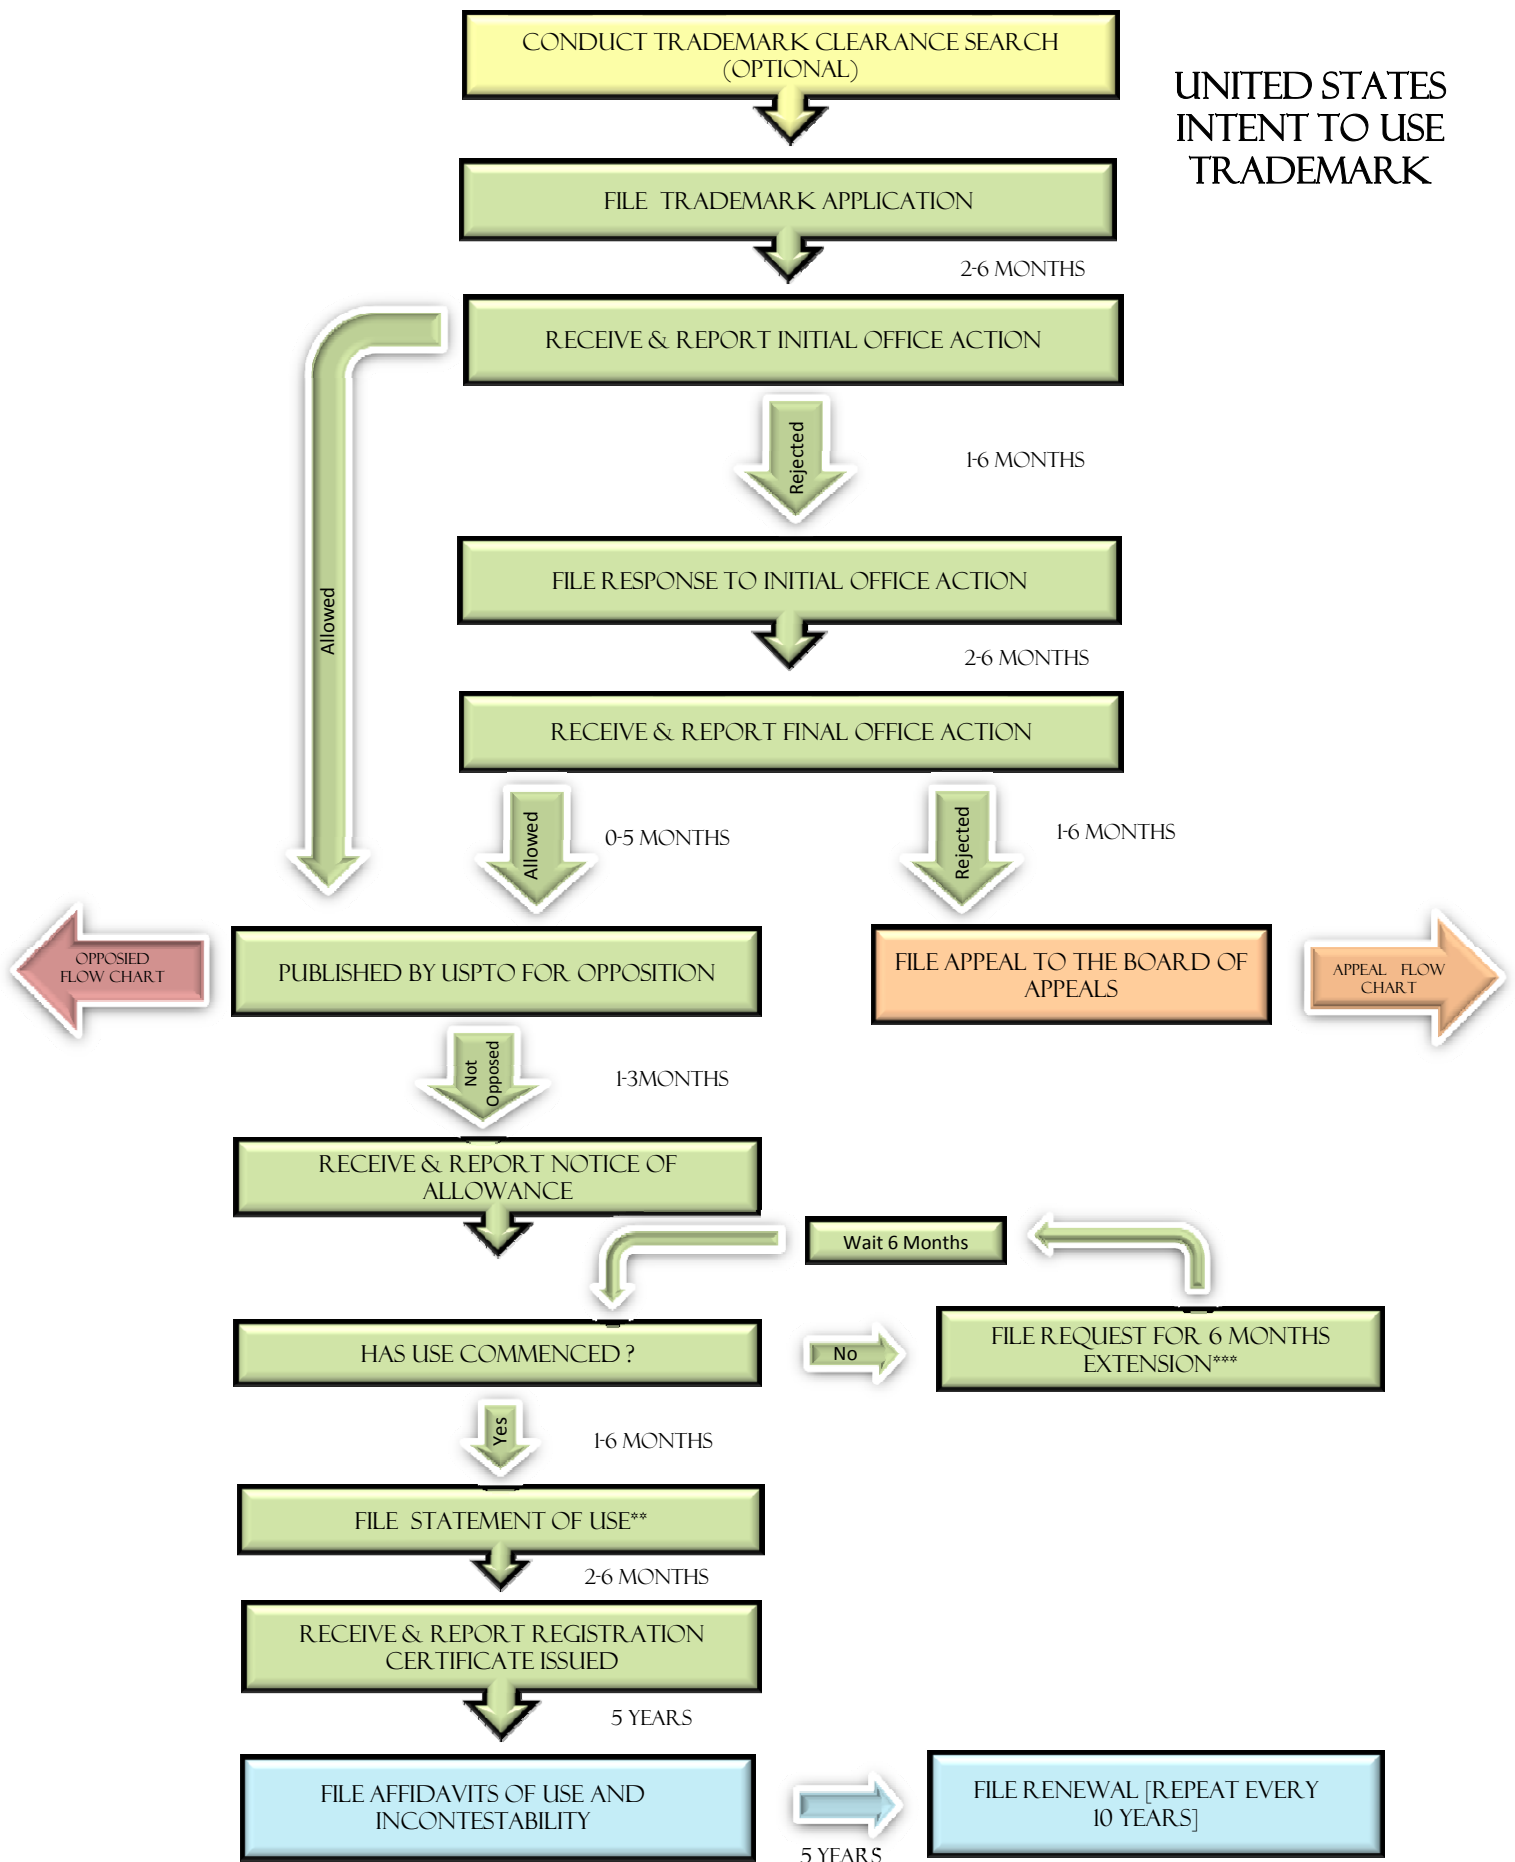 CONDUCT TRADEMARK CLEARANCE SEARCH
(OPTIONAL)
UNITED STATES
INTENT TO USE
TRADEMARK
FILE TRADEMARK APPLICATION
2-6 MONTHS
RECEIVE & REPORT INITIAL OFFICE ACTION
Rejected
1-6 MONTHS
Allowed
FILE RESPONSE TO INITIAL OFFICE ACTION
2-6 MONTHS
RECEIVE & REPORT FINAL OFFICE ACTION
Allowed
0-5 MONTHS
Rejected
1-6 MONTHS
OPPOSIED
FLOW CHART
PUBLISHED BY USPTO FOR OPPOSITION
FILE APPEAL TO THE BOARD OF
APPEALS
APPEAL FLOW
CHART
Not
Opposed
1-3MONTHS
RECEIVE & REPORT NOTICE OF
ALLOWANCE
Wait 6 Months
HAS USE COMMENCED ?
No
FILE REQUEST FOR 6 MONTHS
EXTENSION***
Yes
1-6 MONTHS
FILE STATEMENT OF USE**
2-6 MONTHS
RECEIVE & REPORT REGISTRATION
CERTIFICATE ISSUED
5 YEARS
FILE AFFIDAVITS OF USE AND
INCONTESTABILITY
5 YEARS
FILE RENEWAL [REPEAT EVERY
10 YEARS]